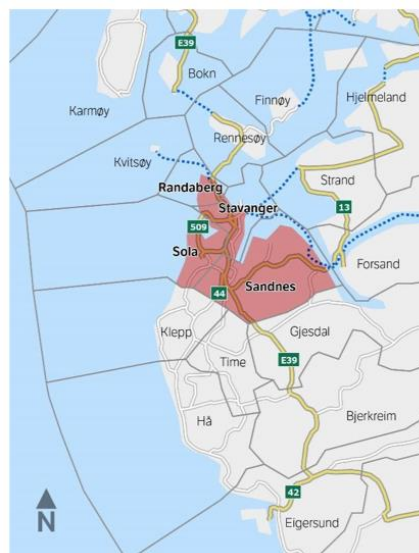 E39
Bokn
Karmøy
Finnøy
Hjelmeland
Rennesøy
Kvitsøy
Strand
Randaberg
Stavanger
13
509
Sola
Forsand
44
Sandnes
Klepp
Gjesdal
Time
E39
Hå
Bjerkreim
42
N
Eigersund